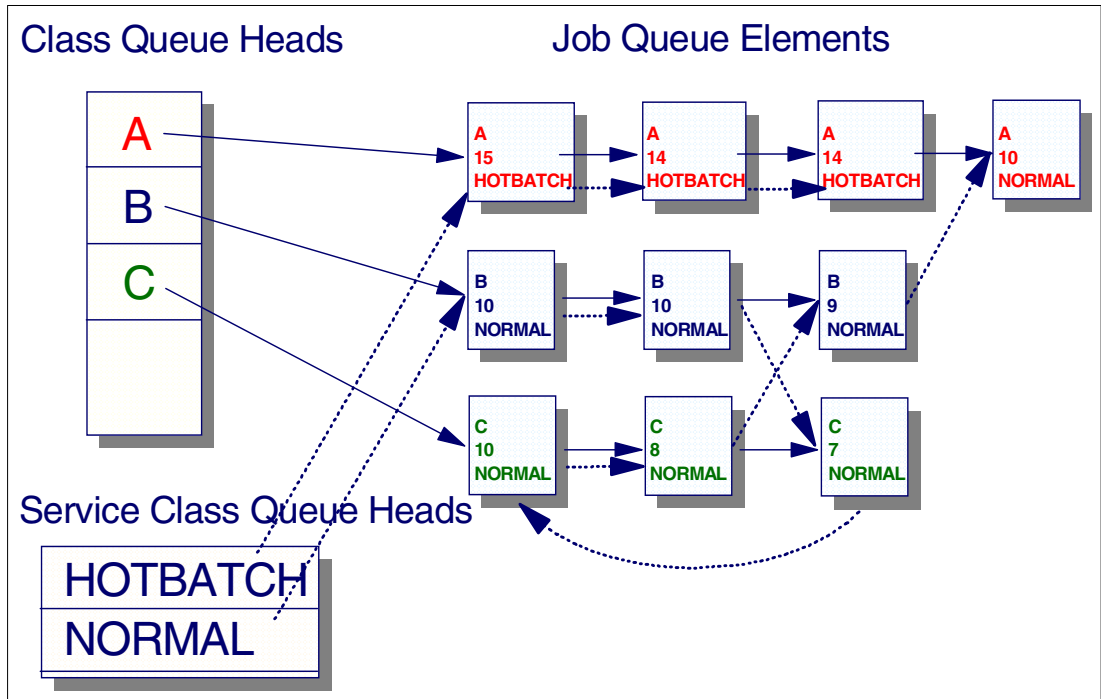 Class Queue Heads
Job Queue Elements
A
B
C
A
15
HOTBATCH
A
14
HOTBATCH
A
14
HOTBATCH
A
10
NORMAL
B
10
NORMAL
B
10
NORMAL
B
9
NORMAL
C
10
NORMAL
C
8
NORMAL
C
7
NORMAL
Service Class Queue Heads
HOTBATCH
NORMAL